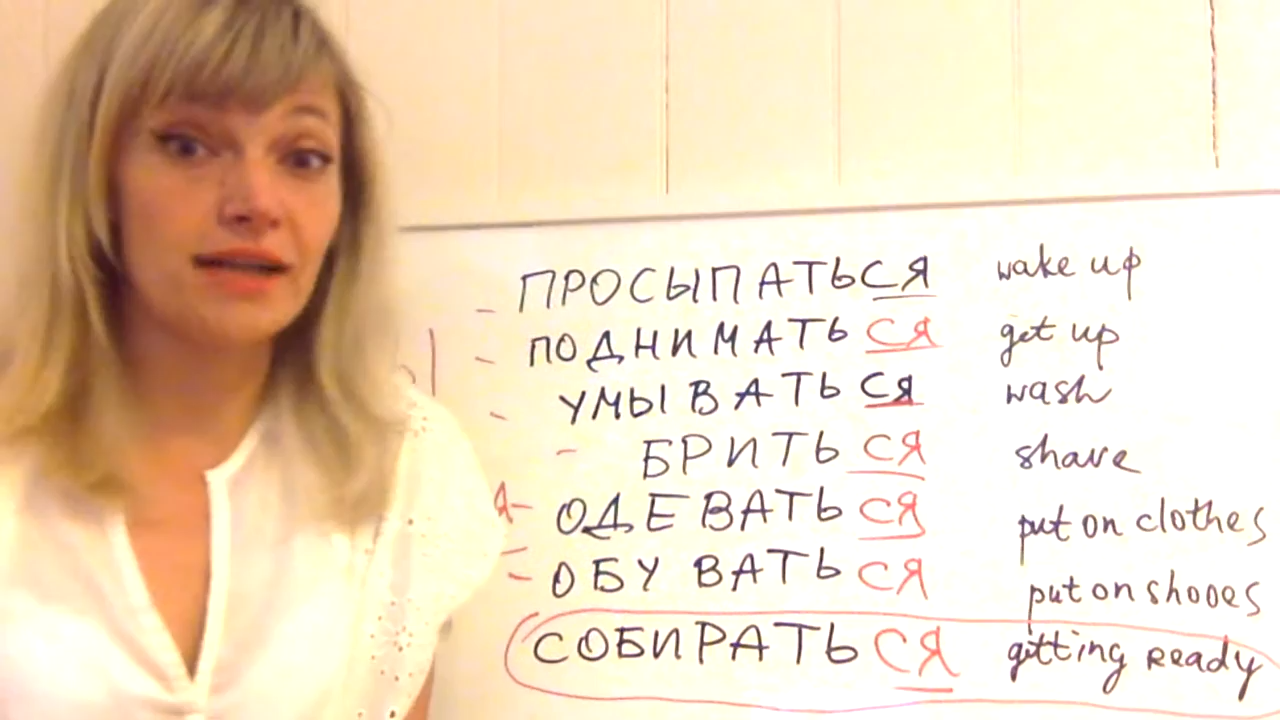 ПРОСЫПАТЬСЯ wake up
ПОДНИМАТЬСЯ get up
УМЫВАТЬСЯ wash
БРИТЬСЯ shave
ОДЕВАТЬСЯ put on clothes
ОБУВАТЬСЯ put on shooes
СОБИРАТЬСЯ getting ready